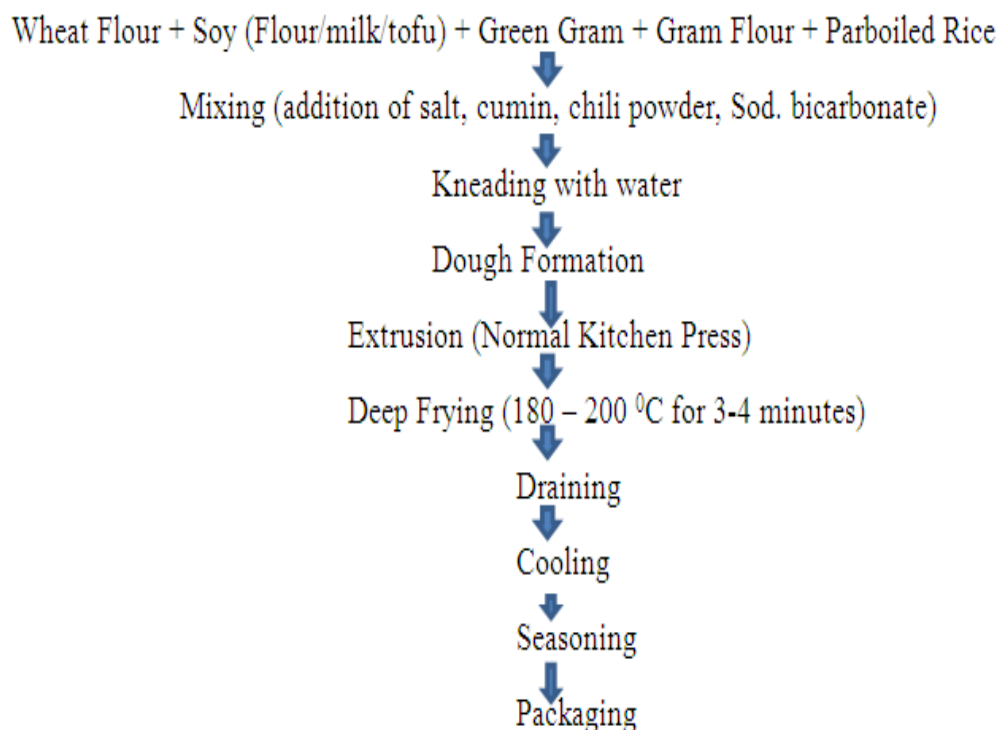 Wheat Flour + Soy (Flour/milk/tofu) + Green Gram + Gram Flour + Parboiled Rice
Mixing (addition of salt, cumin, chili powder, Sod. bicarbonate)
Kneading with water
Dough Formation
Extrusion (Normal Kitchen Press)
Deep Frying (180 – 200 ⁰C for 3-4 minutes)
Draining
Cooling
Seasoning
Packaging